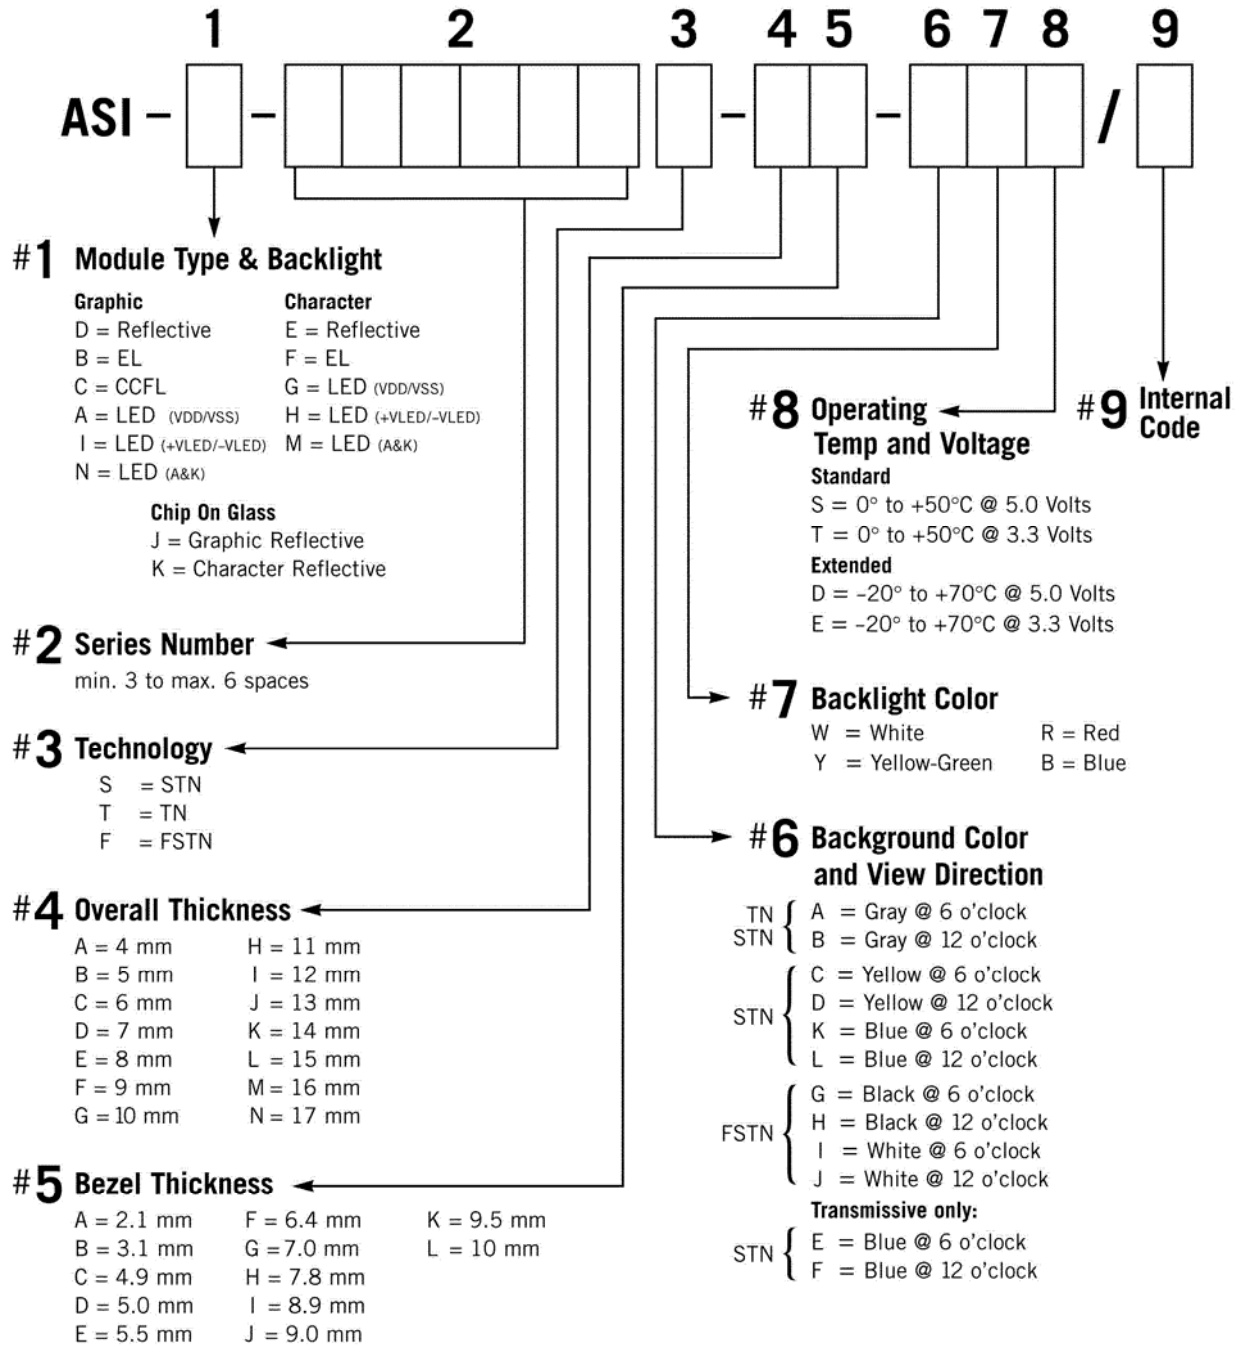 1 2 3 4 5 6 7 8 9
ASI - - - - /
#1 Module Type & Backlight
Graphic Character
D = Reflective E = Reflective
B = EL F = EL
C = CCFL G = LED (VDD/VSS)
A = LED (VDD/VSS) H = LED (+VLED/–VLED)
I = LED (+VLED/–VLED) M = LED (A&K)
N = LED (A&K)
Chip On Glass
J = Graphic Reflective
K = Character Reflective
#2 Series Number
min. 3 to max. 6 spaces
#3 Technology
S = STN
T = TN
F = FSTN
#4 Overall Thickness
A = 4 mm H = 11 mm
B = 5 mm I = 12 mm
C = 6 mm J = 13 mm
D = 7 mm K = 14 mm
E = 8 mm L = 15 mm
F = 9 mm M = 16 mm
G = 10 mm N = 17 mm
#5 Bezel Thickness
A = 2.1 mm F = 6.4 mm K = 9.5 mm
B = 3.1 mm G = 7.0 mm L = 10 mm
C = 4.9 mm H = 7.8 mm
D = 5.0 mm I = 8.9 mm
E = 5.5 mm J = 9.0 mm
#8 Operating
Temp and Voltage
Standard
S = 0° to +50°C @ 5.0 Volts
T = 0° to +50°C @ 3.3 Volts
Extended
D = –20° to +70°C @ 5.0 Volts
E = –20° to +70°C @ 3.3 Volts
#9 Internal
Code
#7 Backlight Color
W = White R = Red
Y = Yellow-Green B = Blue
#6 Background Color
and View Direction
TN A = Gray @ 6 o'clock
STN B = Gray @ 12 o'clock
C = Yellow @ 6 o'clock
D = Yellow @ 12 o'clock
STN
K = Blue @ 6 o'clock
L = Blue @ 12 o'clock
G = Black @ 6 o'clock
H = Black @ 12 o'clock
FSTN
I = White @ 6 o'clock
J = White @ 12 o'clock
Transmissive only:
E = Blue @ 6 o'clock
STN
F = Blue @ 12 o'clock